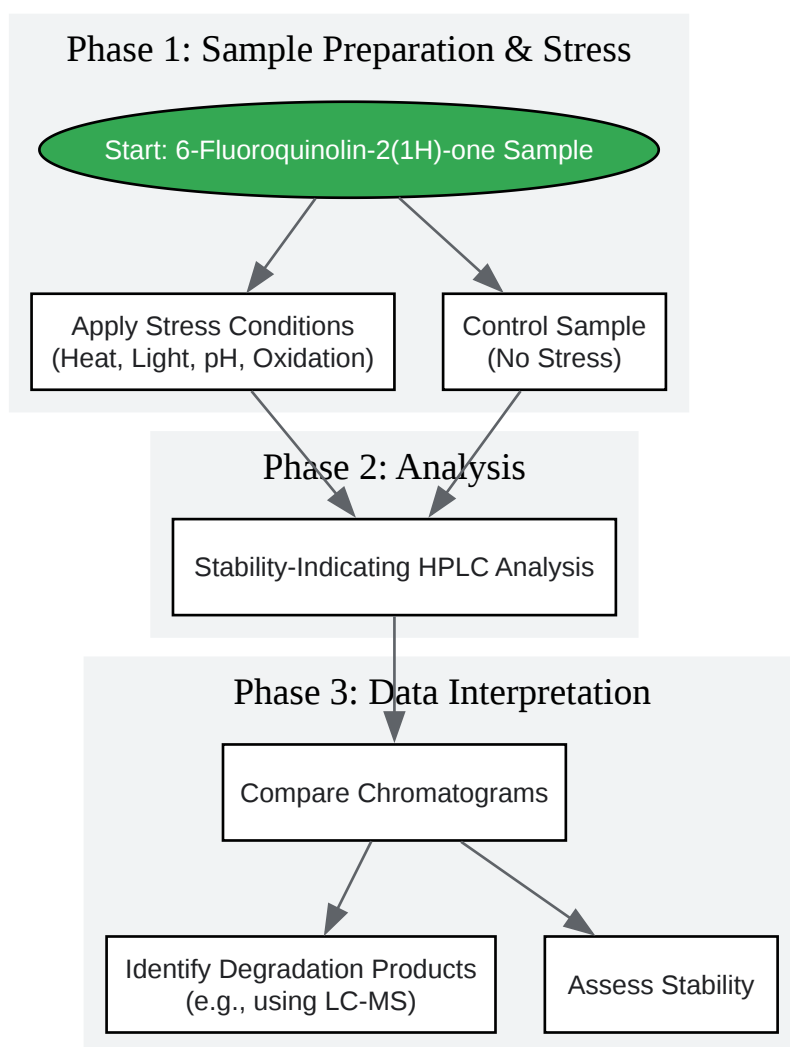 Phase 1: Sample Preparation & Stress
Start: 6-Fluoroquinolin-2(1H)-one Sample
Apply Stress Conditions
(Heat, Light, pH, Oxidation)
Control Sample
(No Stress)
Phase 2: Analysis
Stability-Indicating HPLC Analysis
Phase 3: Data Interpretation
Compare Chromatograms
Identify Degradation Products
(e.g., using LC-MS)
Assess Stability